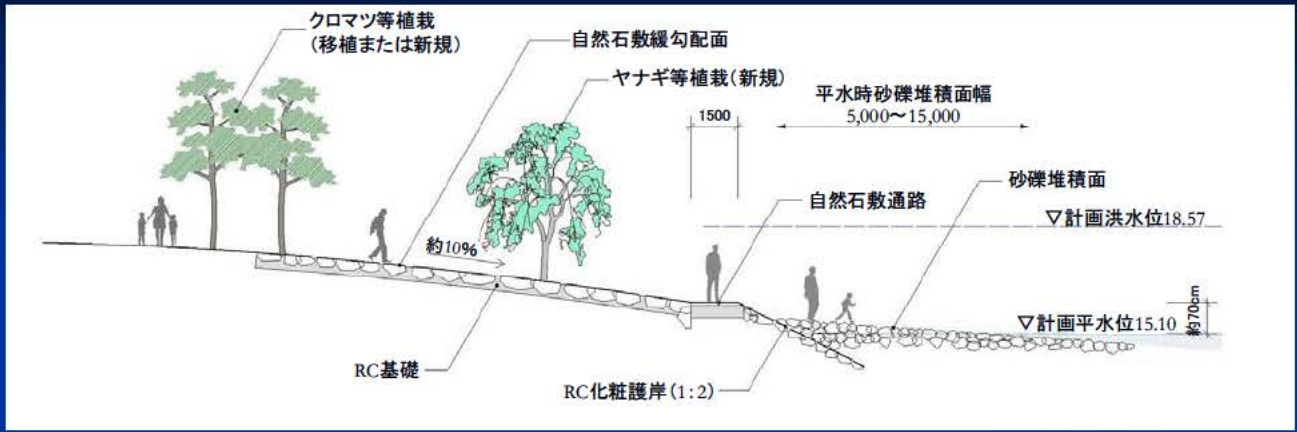 クロマツ等植栽
(移植または新規)
自然石敷緩勾配面
ヤナギ等植栽(新規)
平水時砂礫堆積面幅
5,000〜15,000
1500
自然石敷通路
砂礫堆積面
▽計画洪水位18.57
約10%
▽計画平水位15.10
約70cm
RC基礎
RC化粧護岸(1:2)